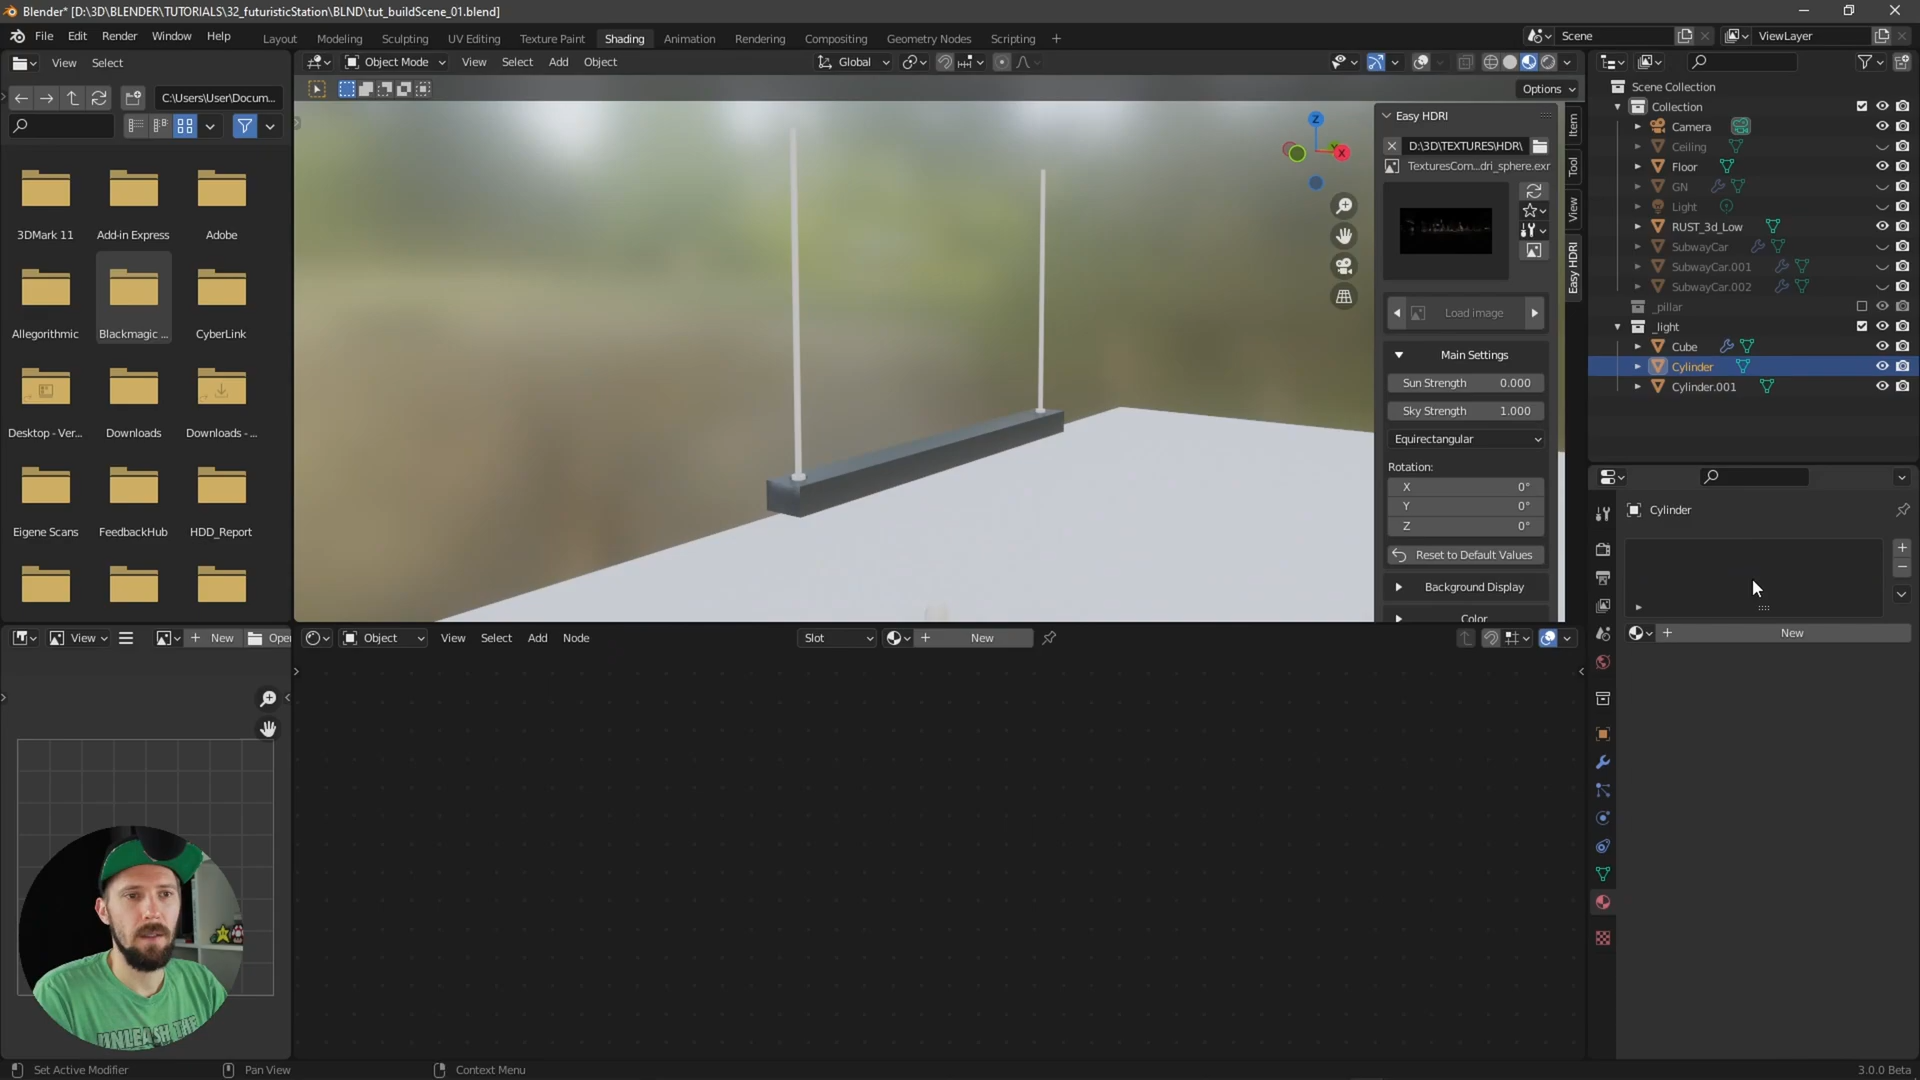 Blender* [D:\3D\BLENDER\TUTORIALS\32_futuristicStation\BLND\tut_buildScene_01.blend]
File Edit Render Window Help Layout Modeling Sculpting UV Editing Texture Paint Shading Animation Rendering Compositing Geometry Nodes Scripting + Scene ViewLayer
View Select
Object Mode View Select Add Object Global
C:\Users\User\Docum...
Options
3DMark 11 Add-in Express Adobe
Allegorithmic Blackmagic ... CyberLink
Desktop - Ver... Downloads Downloads - ...
Eigene Scans FeedbackHub HDD_Report
Easy HDRI
D:\3D\TEXTURES\HDR\
TexturesCom...dri_sphere.exr
Load image
Main Settings
Sun Strength 0.000
Sky Strength 1.000
Equirectangular
Rotation:
X 0°
Y 0°
Z 0°
Reset to Default Values
Background Display
Color
Item
Tool
View
Easy HDRI
Z
X
Scene Collection
Collection
Camera
Ceiling
Floor
GN
Light
RUST_3d_Low
SubwayCar
SubwayCar.001
SubwayCar.002
_pillar
_light
Cube
Cylinder
Cylinder.001
Cylinder
New
View New Open
Object View Select Add Node Slot New
UNLEASH THE
Set Active Modifier Pan View Context Menu 3.0.0 Beta